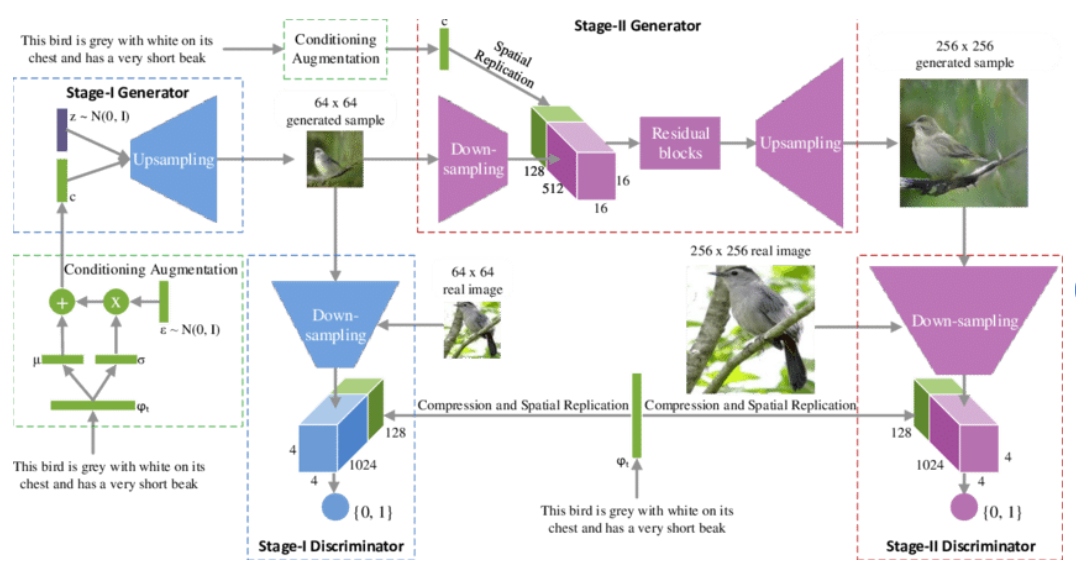 This bird is grey with white on its
chest and has a very short beak
Conditioning
Augmentation
c
Spatial
Replication
Stage-II Generator
256 x 256
generated sample
Stage-I Generator
z ~ N(0, I)
Upsampling
c
64 x 64
generated sample
Down-
sampling
128
512
16
16
Residual
blocks
Upsampling
Conditioning Augmentation
+
x
ε ~ N(0, I)
μ
σ
φt
This bird is grey with white on its
chest and has a very short beak
64 x 64
real image
Down-
sampling
4
4
1024
128
{0, 1}
Stage-I Discriminator
256 x 256 real image
Compression and Spatial Replication
Compression and Spatial Replication
φt
This bird is grey with white on its
chest and has a very short beak
Down-sampling
128
1024
4
4
{0, 1}
Stage-II Discriminator